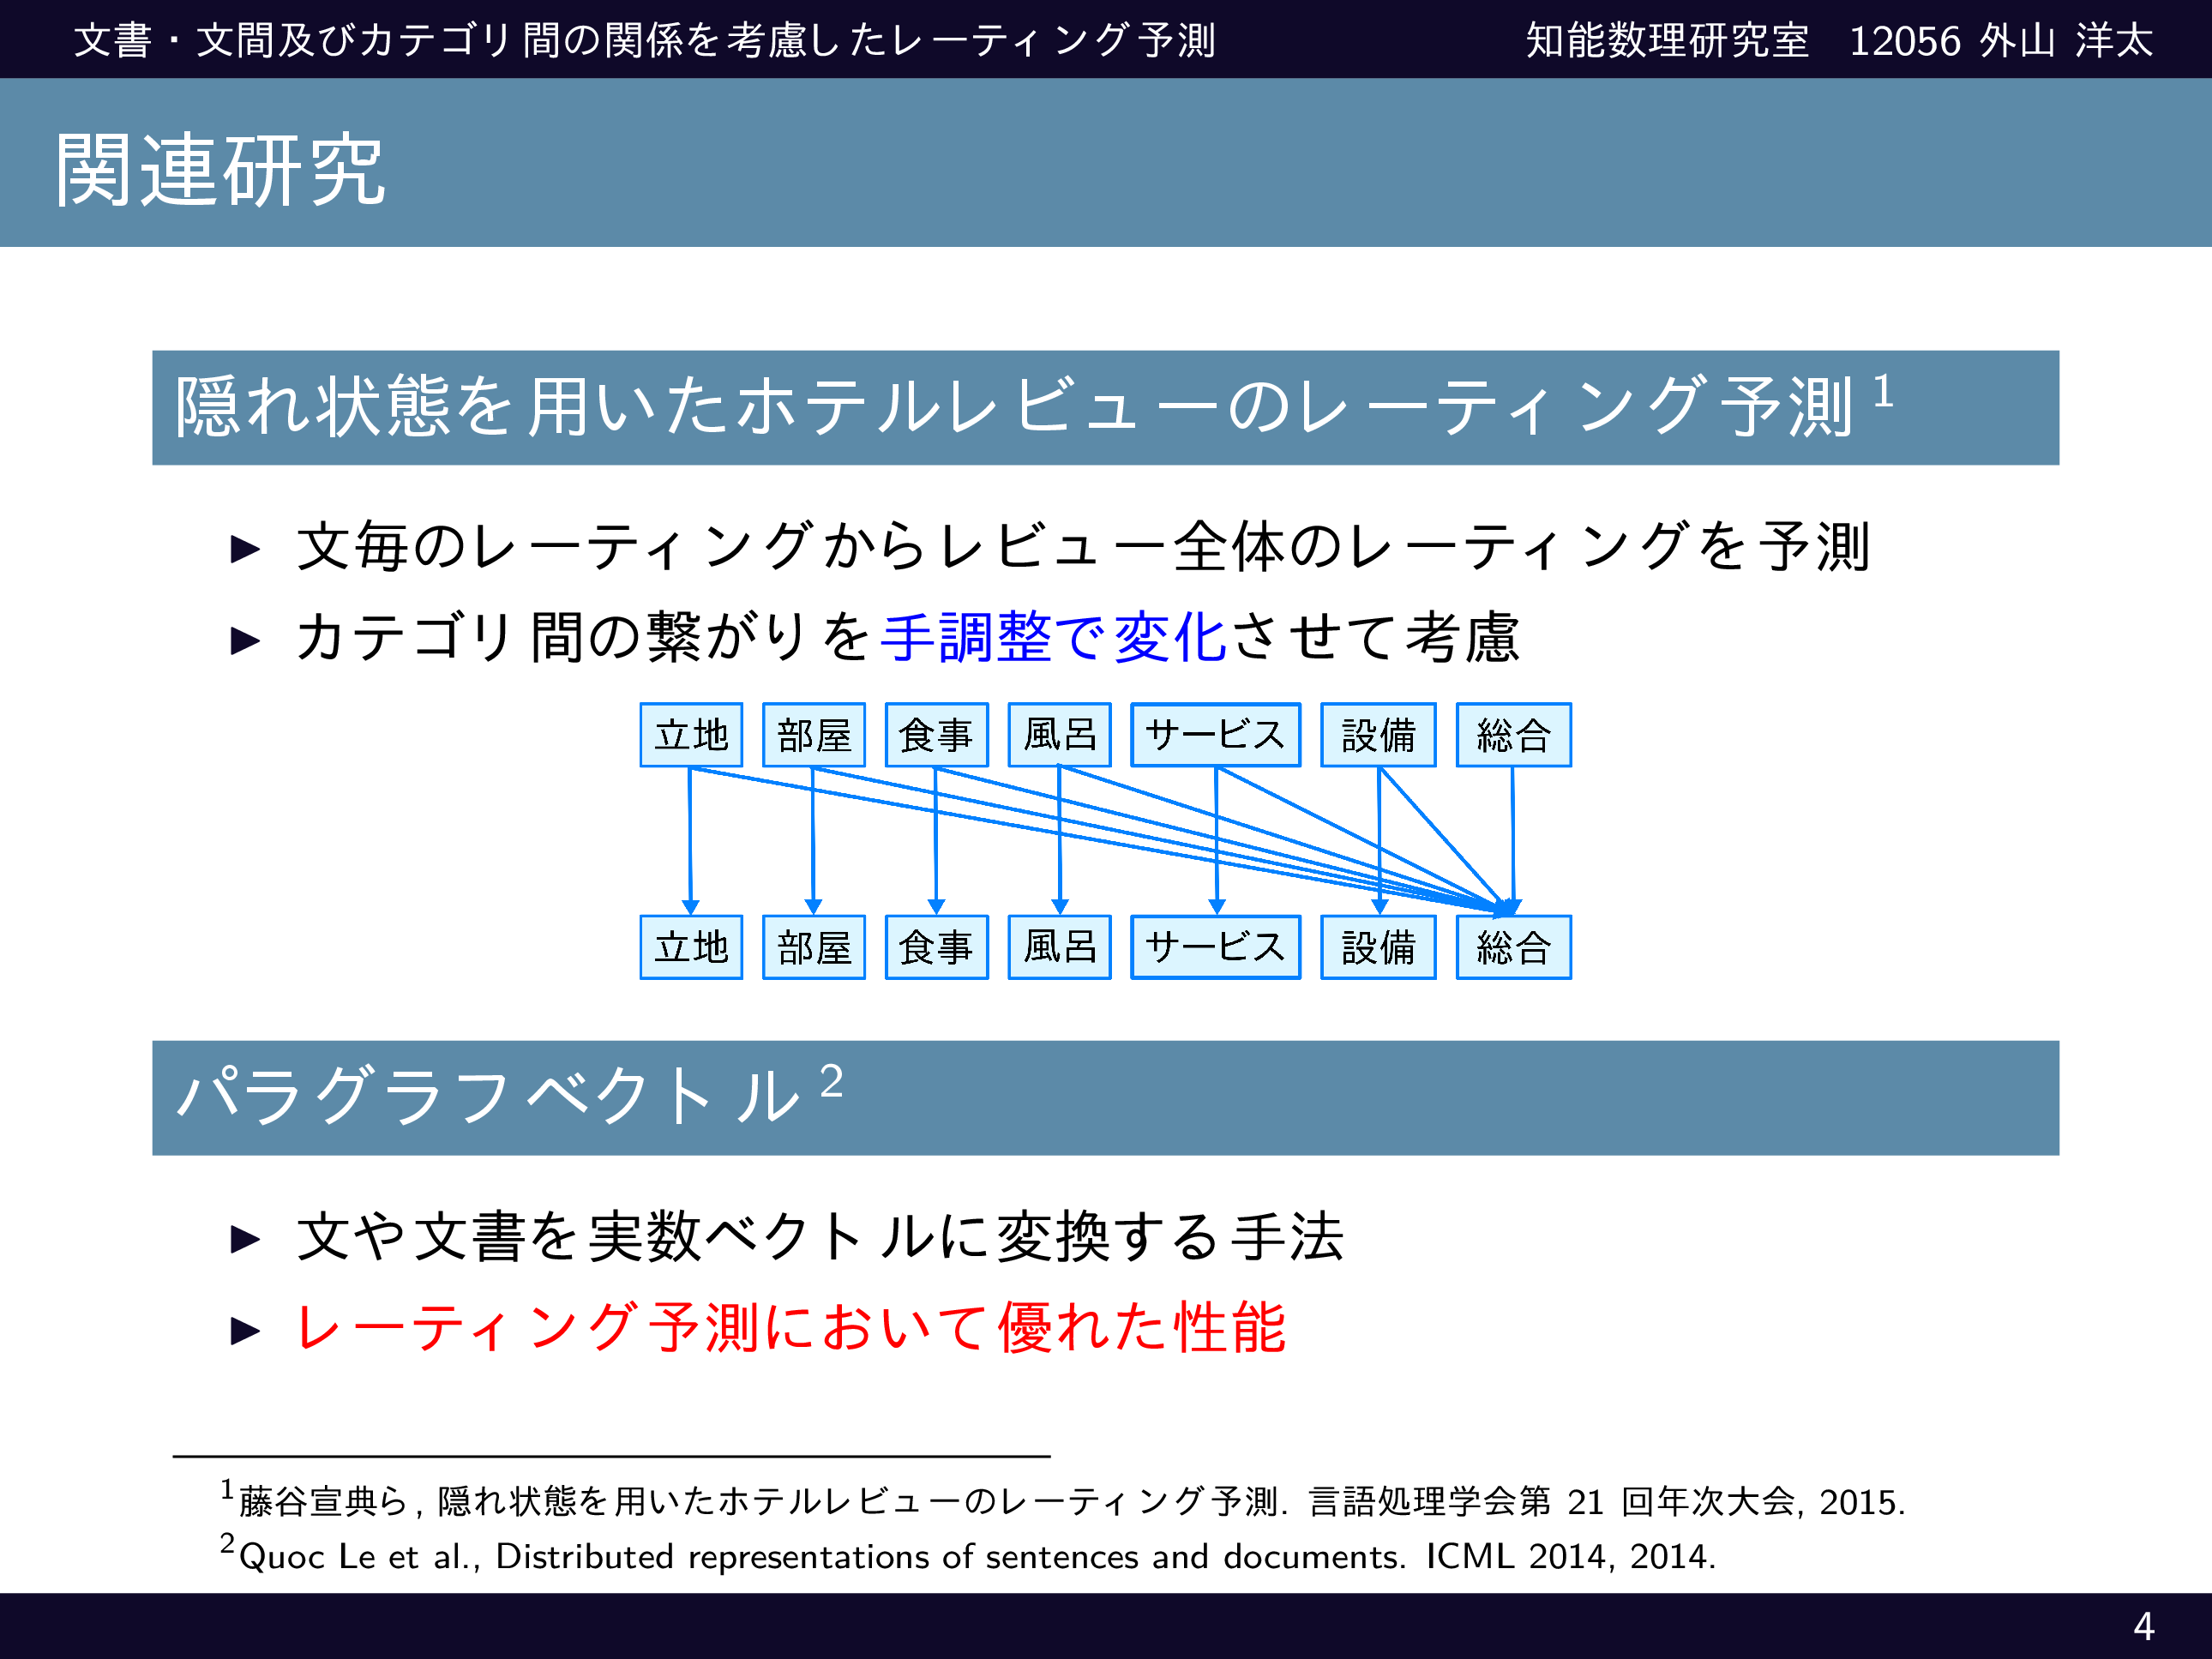 文書・文間及びカテゴリ間の関係を考慮したレーティング予測 知能数理研究室 12056 外山 洋太
関連研究
隠れ状態を用いたホテルレビューのレーティング予測 1
▶ 文毎のレーティングからレビュー全体のレーティングを予測
▶ カテゴリ間の繋がりを手調整で変化させて考慮
立地 部屋 食事 風呂 サービス 設備 総合
立地 部屋 食事 風呂 サービス 設備 総合
パラグラフベクトル 2
▶ 文や文書を実数ベクトルに変換する手法
▶ レーティング予測において優れた性能
1藤谷宣典ら, 隠れ状態を用いたホテルレビューのレーティング予測. 言語処理学会第 21 回年次大会, 2015.
2Quoc Le et al., Distributed representations of sentences and documents. ICML 2014, 2014.
4